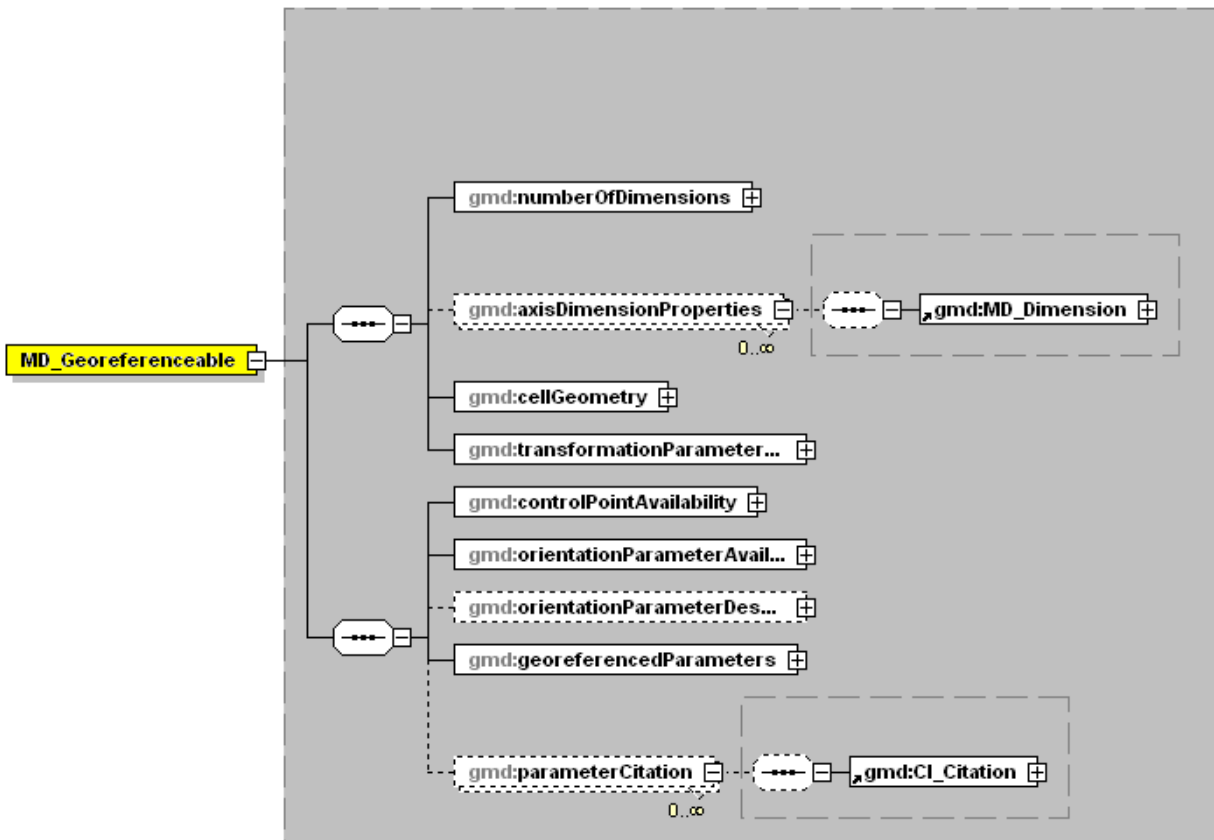 gmd:numberOfDimensions
gmd:axisDimensionProperties
gmd:MD_Dimension
0..∞
MD_Georeferenceable
gmd:cellGeometry
gmd:transformationParameter...
gmd:controlPointAvailability
gmd:orientationParameterAvail...
gmd:orientationParameterDes...
gmd:georeferencedParameters
gmd:parameterCitation
gmd:CI_Citation
0..∞